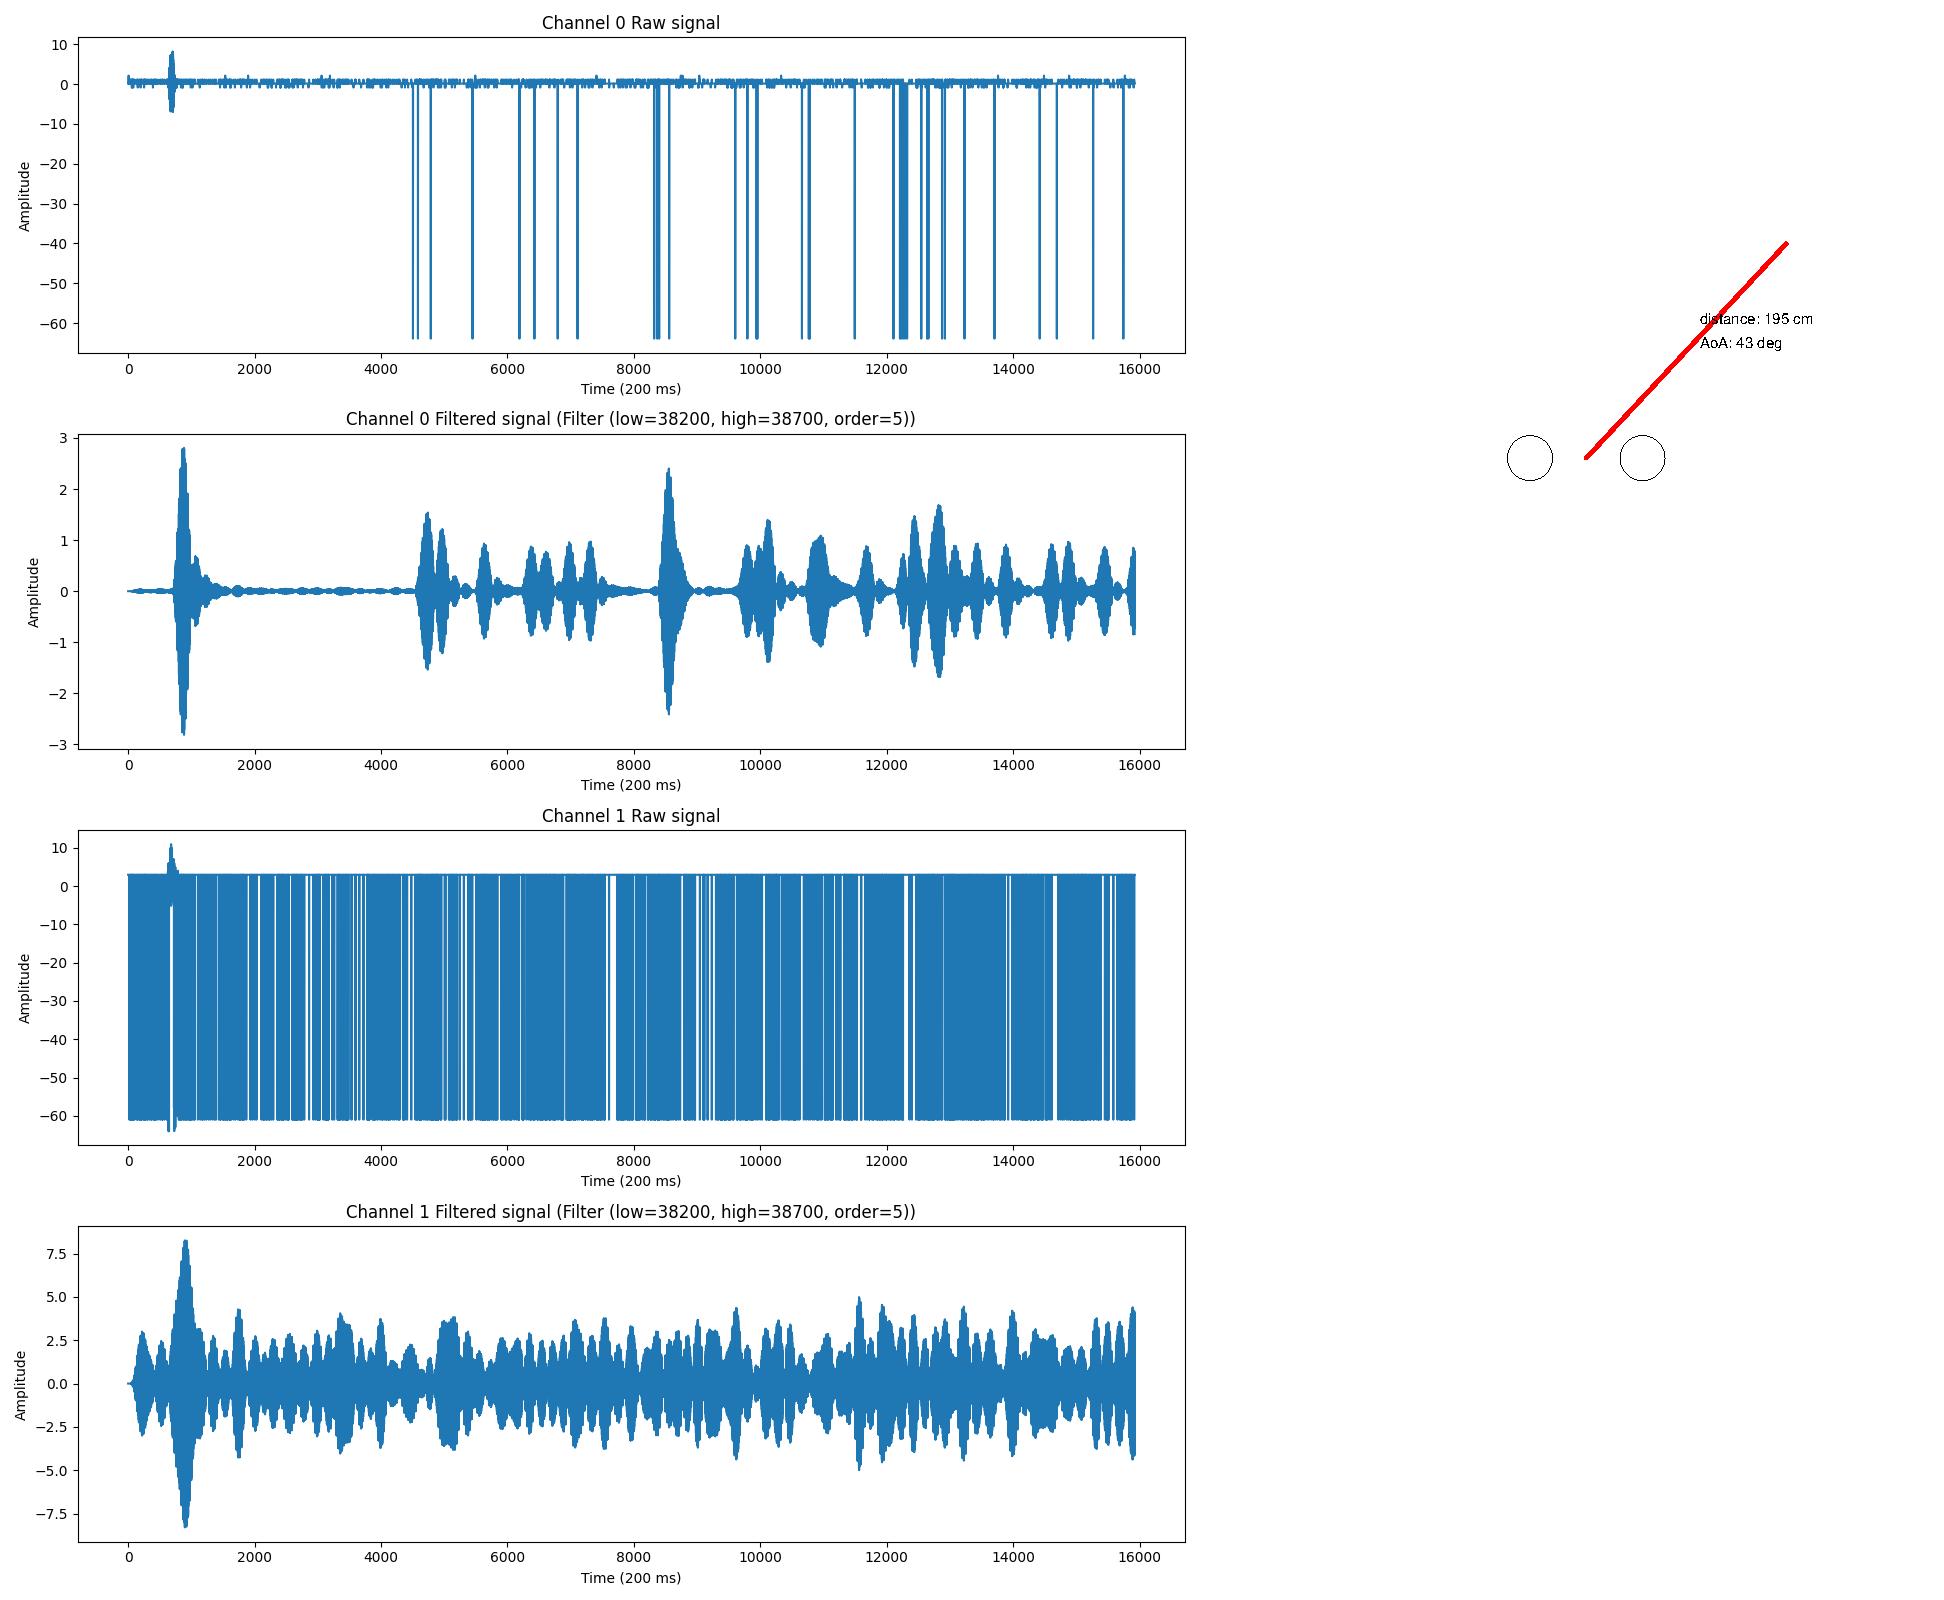 Channel 0 Raw signal
10
0
−10
−20
−30
−40
−50
−60
Amplitude
0 2000 4000 6000 8000 10000 12000 14000 16000
Time (200 ms)
Channel 0 Filtered signal (Filter (low=38200, high=38700, order=5))
3
2
1
0
−1
−2
−3
Amplitude
0 2000 4000 6000 8000 10000 12000 14000 16000
Time (200 ms)
Channel 1 Raw signal
10
0
−10
−20
−30
−40
−50
−60
Amplitude
0 2000 4000 6000 8000 10000 12000 14000 16000
Time (200 ms)
Channel 1 Filtered signal (Filter (low=38200, high=38700, order=5))
7.5
5.0
2.5
0.0
−2.5
−5.0
−7.5
Amplitude
0 2000 4000 6000 8000 10000 12000 14000 16000
Time (200 ms)
distance: 195 cm
AoA: 43 deg